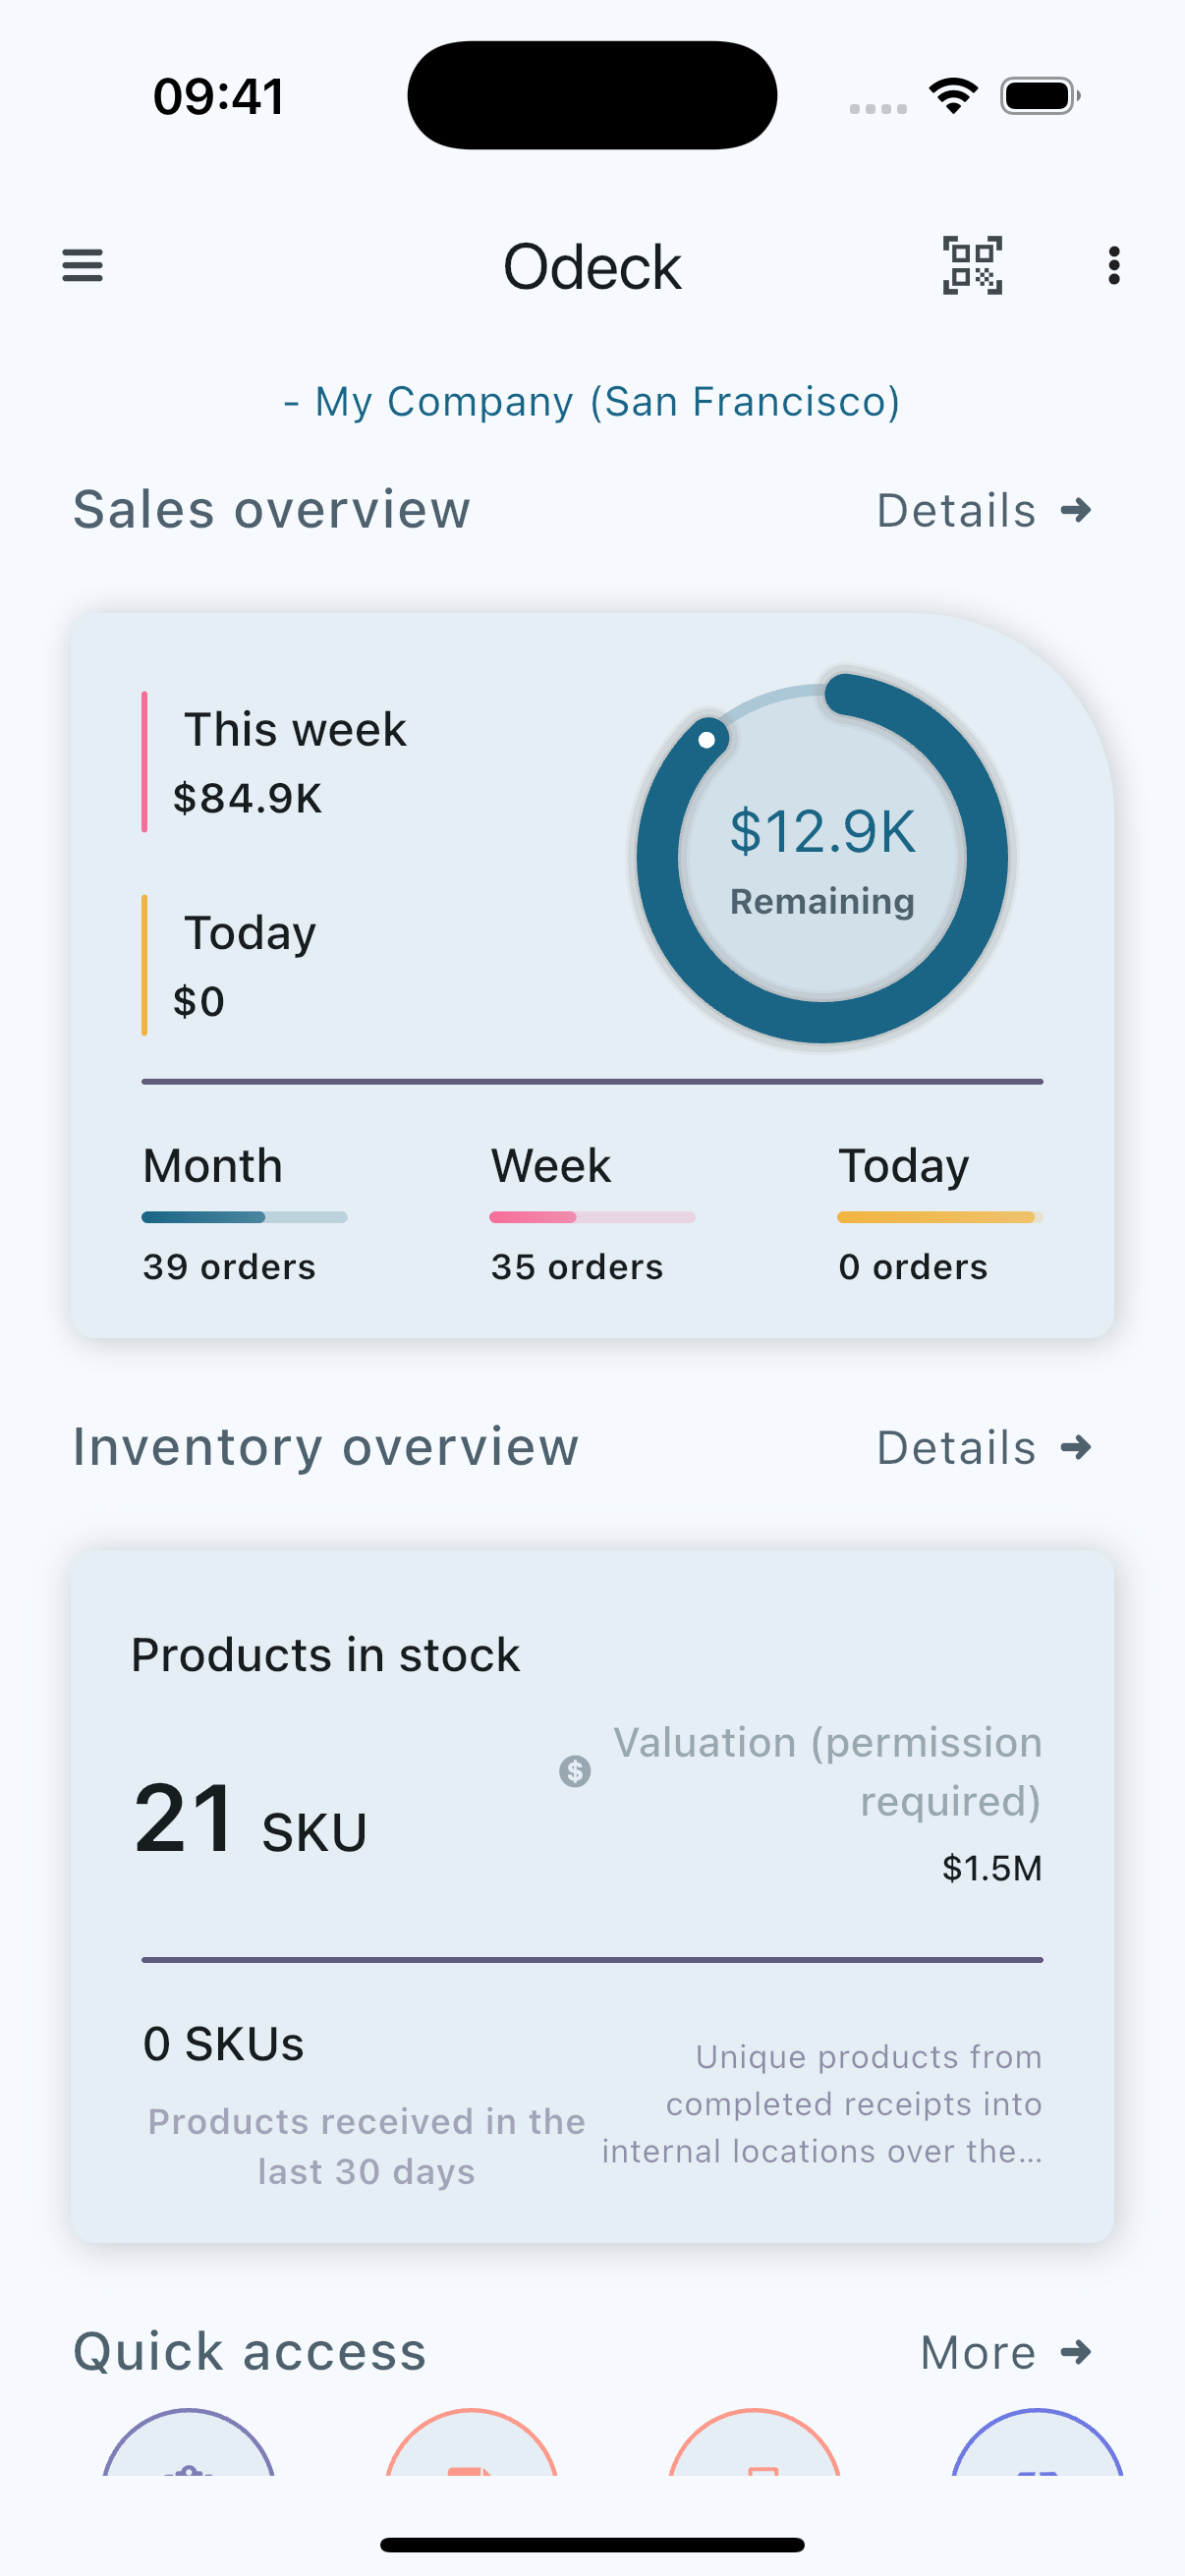 09:41
Odeck
- My Company (San Francisco)
Sales overview
Details
This week
$84.9K
Today
$0
$12.9K
Remaining
Month
39 orders
Week
35 orders
Today
0 orders
Inventory overview
Details
Products in stock
21 SKU
$
Valuation (permission
required)
$1.5M
0 SKUs
Products received in the
last 30 days
Unique products from
completed receipts into
internal locations over the...
Quick access
More